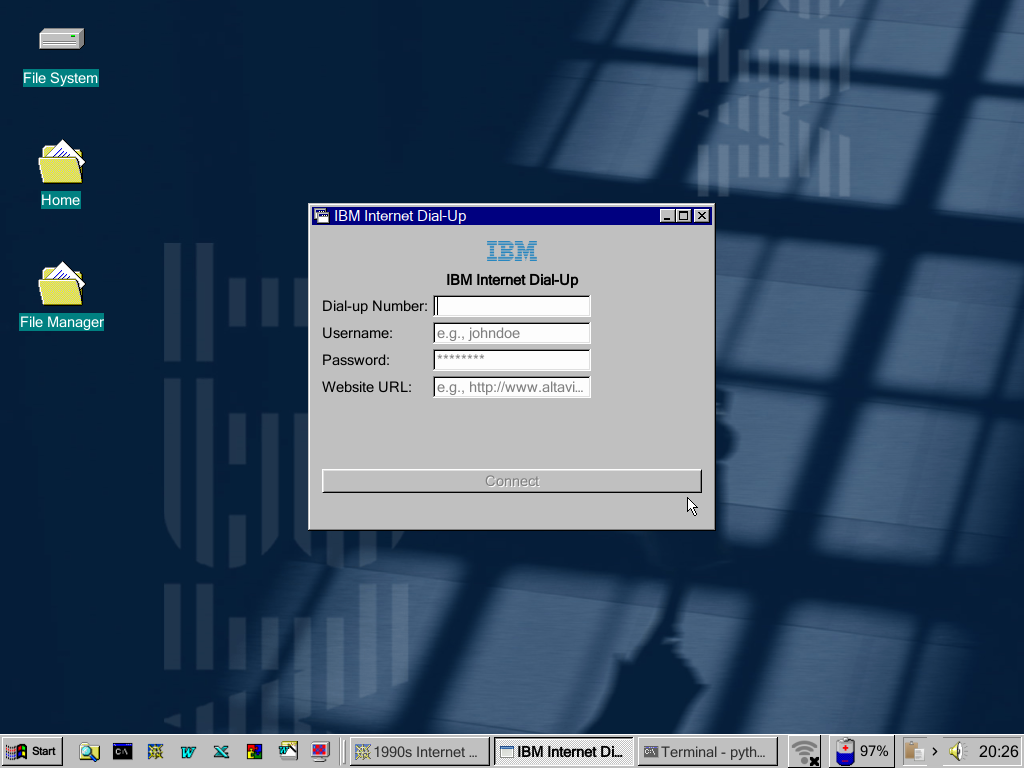 File System
Home
File Manager
IBM Internet Dial-Up
IBM
IBM Internet Dial-Up
Dial-up Number:
Username: e.g., johndoe
Password: ********
Website URL: e.g., http://www.altavi...
Connect
Start
C:\
W
X
1990s Internet ...
IBM Internet Di...
C:\
Terminal - pyth...
97%
20:26